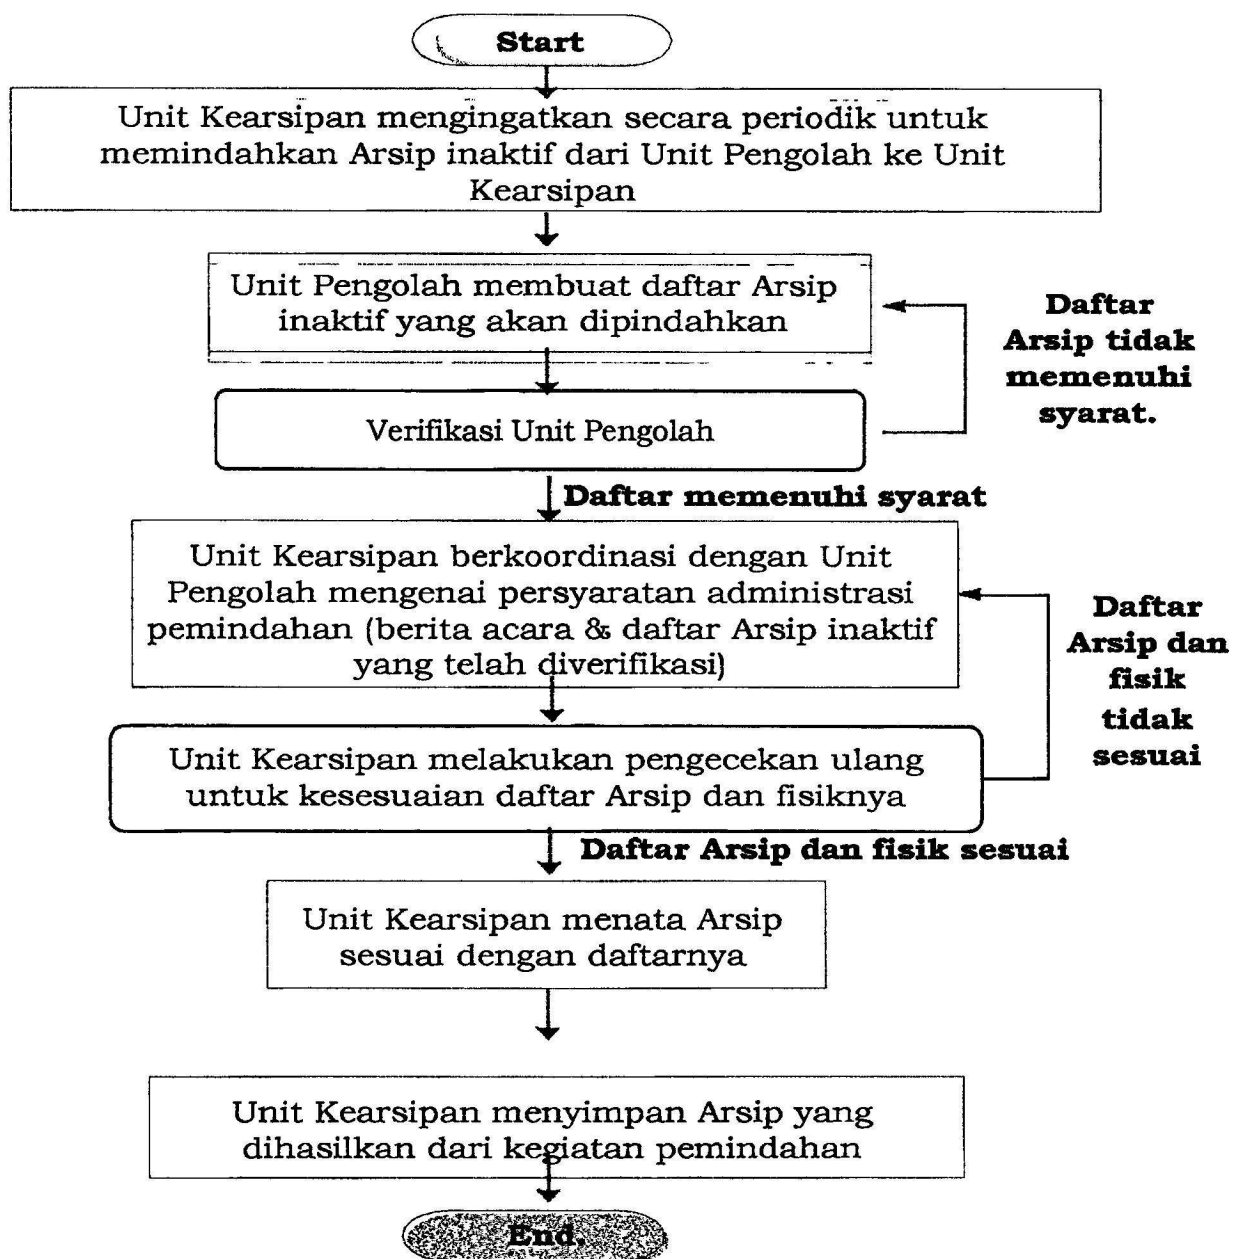 Start
Unit Kearsipan mengingatkan secara periodik untuk
memindahkan Arsip inaktif dari Unit Pengolah ke Unit
Kearsipan
Unit Pengolah membuat daftar Arsip
inaktif yang akan dipindahkan
Daftar
Arsip tidak
memenuhi
syarat.
Verifikasi Unit Pengolah
Daftar memenuhi syarat
Unit Kearsipan berkoordinasi dengan Unit
Pengolah mengenai persyaratan administrasi
pemindahan (berita acara & daftar Arsip inaktif
yang telah diverifikasi)
Daftar
Arsip dan
fisik
tidak
sesuai
Unit Kearsipan melakukan pengecekan ulang
untuk kesesuaian daftar Arsip dan fisiknya
Daftar Arsip dan fisik sesuai
Unit Kearsipan menata Arsip
sesuai dengan daftarnya
Unit Kearsipan menyimpan Arsip yang
dihasilkan dari kegiatan pemindahan
End.